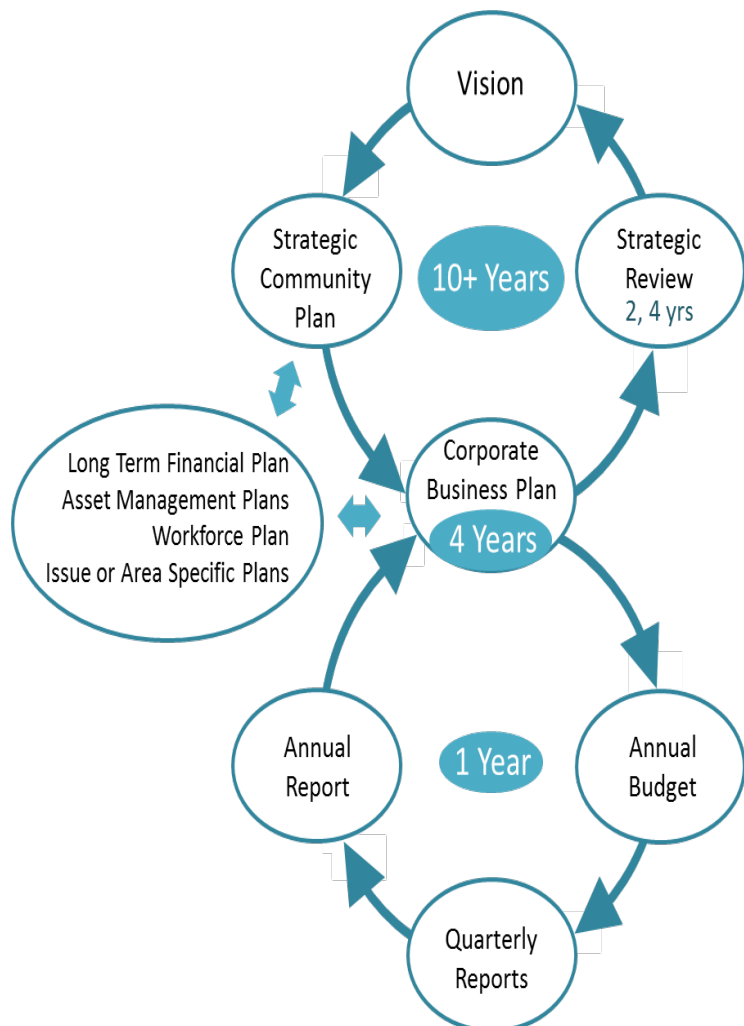 Vision
Strategic
Community
Plan
10+ Years
Strategic
Review
2, 4 yrs
Long Term Financial Plan
Asset Management Plans
Workforce Plan
Issue or Area Specific Plans
Corporate
Business Plan
4 Years
Annual
Report
1 Year
Annual
Budget
Quarterly
Reports